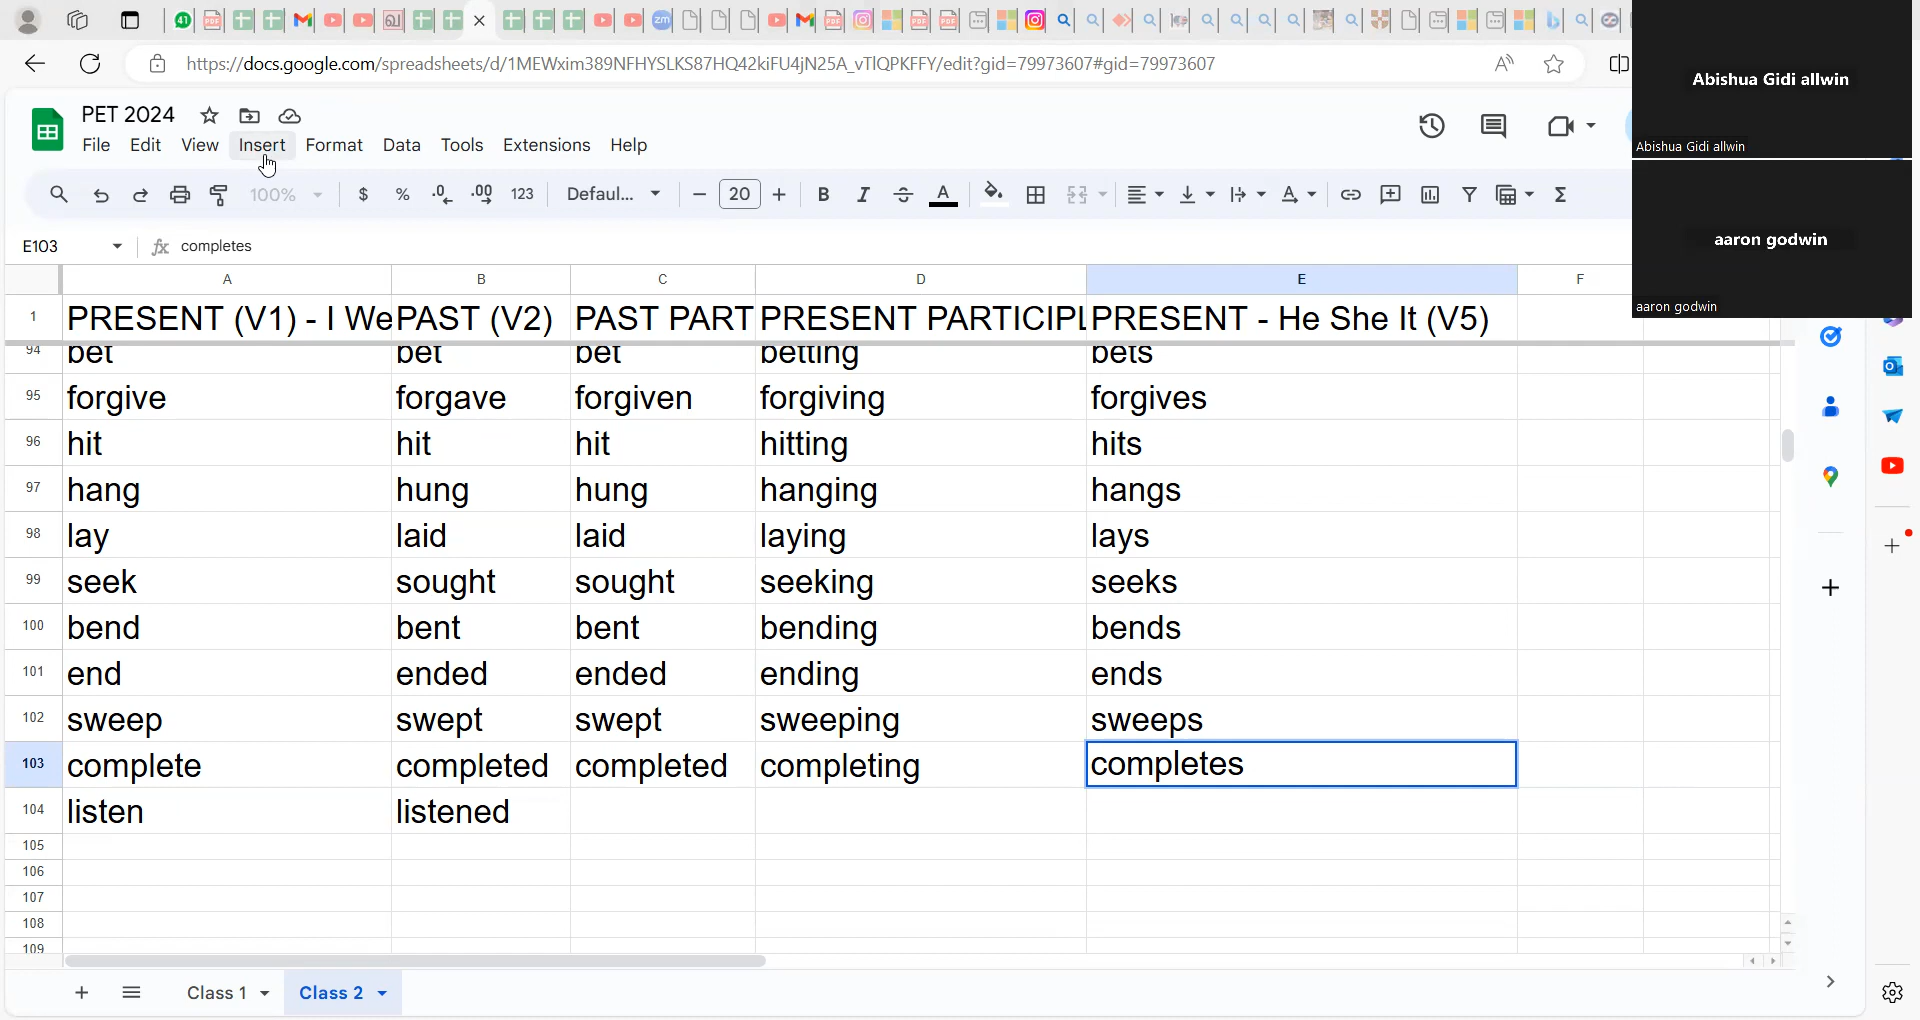 https://docs.google.com/spreadsheets/d/1MEWxim389NFHYSLKS87HQ42kiFU4jN25A_vTlQPKFFY/edit?gid=79973607#gid=79973607
PET 2024
File Edit View Insert Format Data Tools Extensions Help
100% $ % .0 .00 123 Defaul... 20 B I A
E103 fx completes
A B C D E F
1 PRESENT (V1) - I We PAST (V2) PAST PART PRESENT PARTICIPL PRESENT - He She It (V5)
94 bet bet bet betting bets
95 forgive forgave forgiven forgiving forgives
96 hit hit hit hitting hits
97 hang hung hung hanging hangs
98 lay laid laid laying lays
99 seek sought sought seeking seeks
100 bend bent bent bending bends
101 end ended ended ending ends
102 sweep swept swept sweeping sweeps
103 complete completed completed completing completes
104 listen listened
105
106
107
108
109
Class 1 Class 2
Abishua Gidi allwin
Abishua Gidi allwin
aaron godwin
aaron godwin